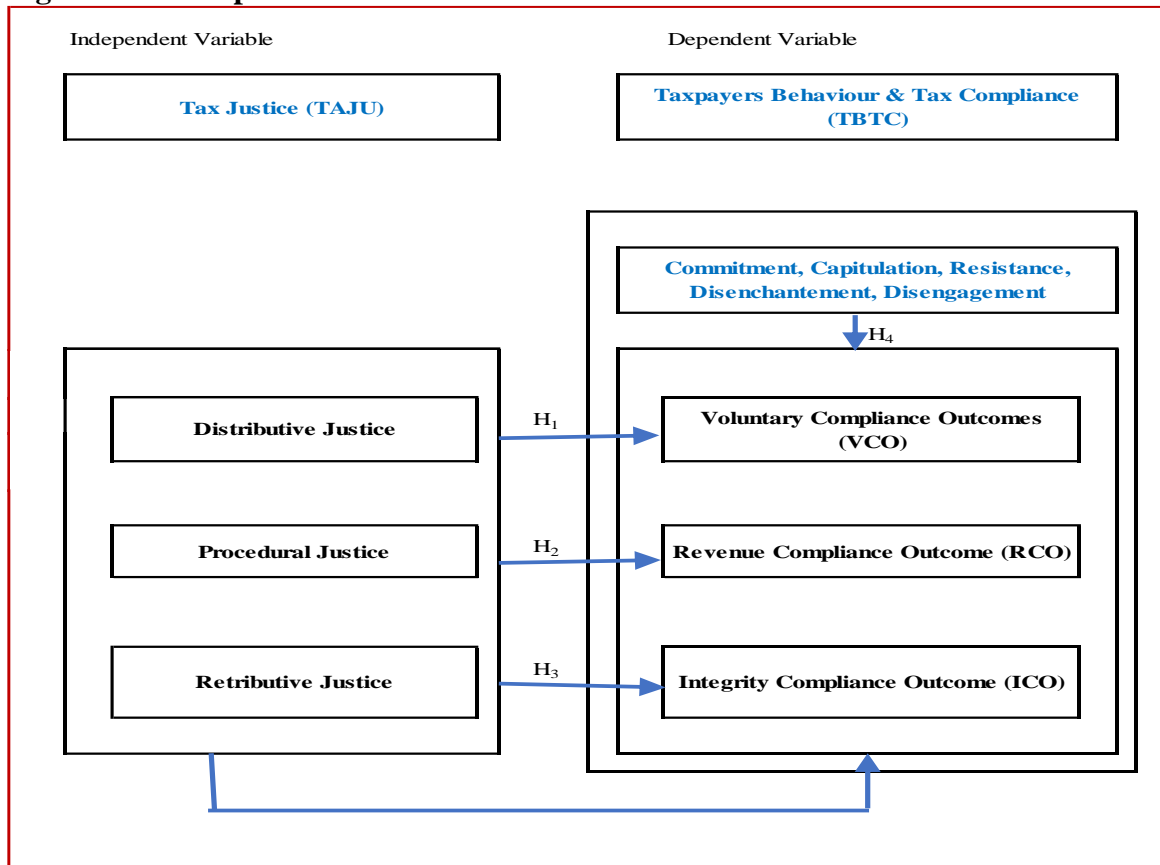 Independent Variable
Dependent Variable
Tax Justice (TAJU)
Taxpayers Behaviour & Tax Compliance
(TBTC)
Commitment, Capitulation, Resistance,
Disenchantement, Disengagement
H4
Distributive Justice
H1
Voluntary Compliance Outcomes
(VCO)
Procedural Justice
H2
Revenue Compliance Outcome (RCO)
Retributive Justice
H3
Integrity Compliance Outcome (ICO)